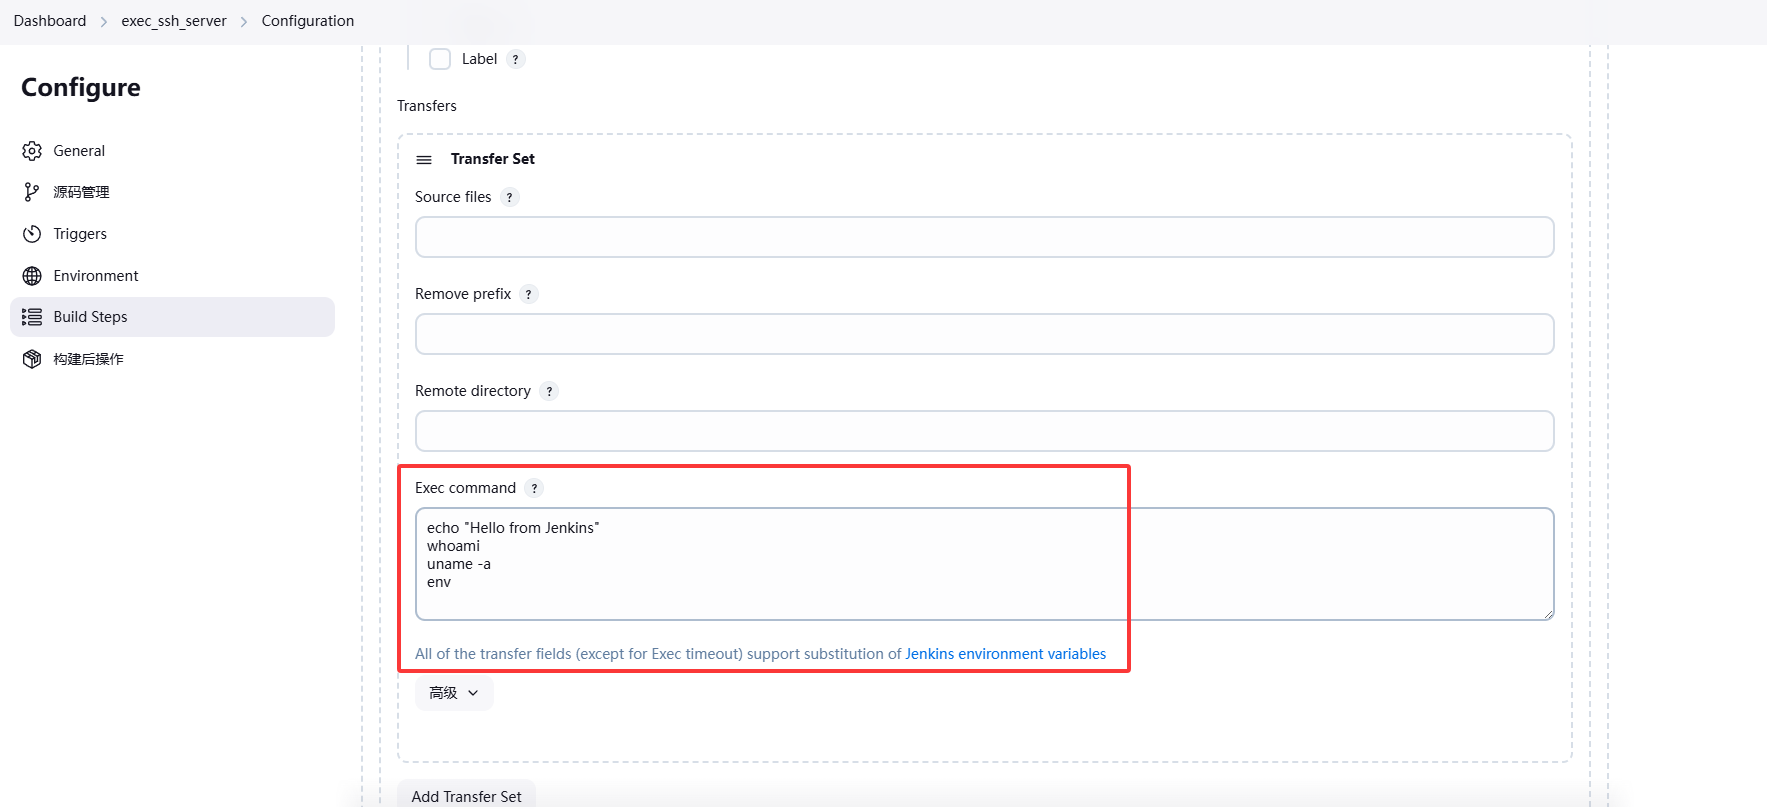 Dashboard > exec_ssh_server > Configuration
Configure
General
源码管理
Triggers
Environment
Build Steps
构建后操作
Label ?
Transfers
Transfer Set
Source files ?
Remove prefix ?
Remote directory ?
Exec command ?
echo "Hello from Jenkins"
whoami
uname -a
env
All of the transfer fields (except for Exec timeout) support substitution of Jenkins environment variables
高级
Add Transfer Set